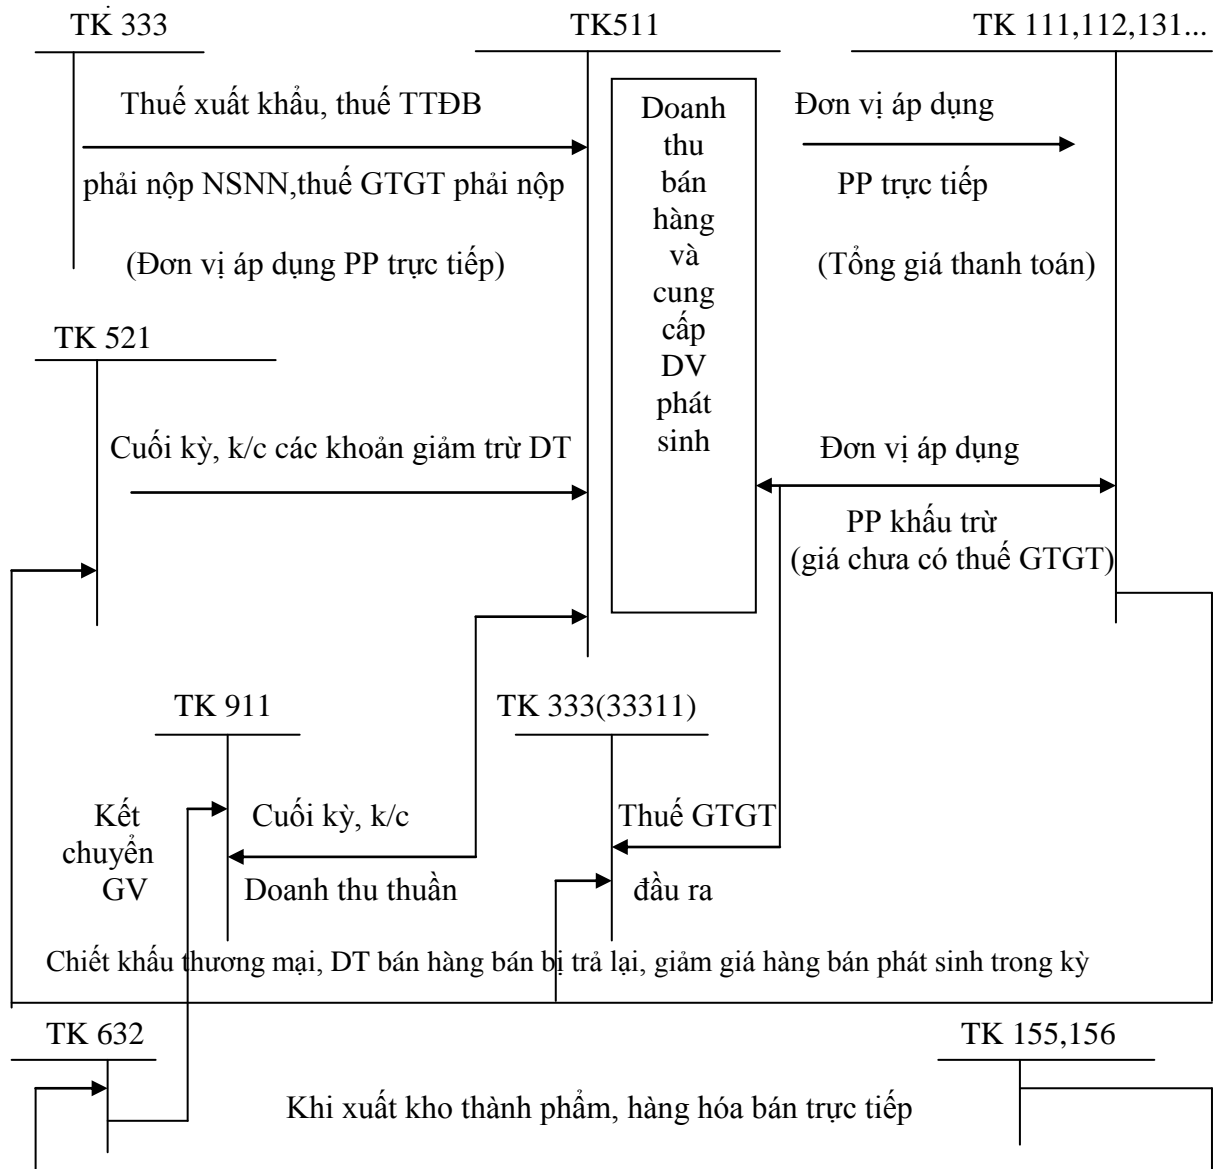 TK 333
TK511
TK 111,112,131...
Thuế xuất khẩu, thuế TTĐB
phải nộp NSNN,thuế GTGT phải nộp
(Đơn vị áp dụng PP trực tiếp)
Doanh
thu
bán
hàng
và
cung
cấp
DV
phát
sinh
Đơn vị áp dụng
PP trực tiếp
(Tổng giá thanh toán)
TK 521
Cuối kỳ, k/c các khoản giảm trừ DT
Đơn vị áp dụng
PP khấu trừ
(giá chưa có thuế GTGT)
TK 911
TK 333(33311)
Kết
chuyển
GV
Cuối kỳ, k/c
Doanh thu thuần
Thuế GTGT
đầu ra
Chiết khấu thương mại, DT bán hàng bán bị trả lại, giảm giá hàng bán phát sinh trong kỳ
TK 632
TK 155,156
Khi xuất kho thành phẩm, hàng hóa bán trực tiếp